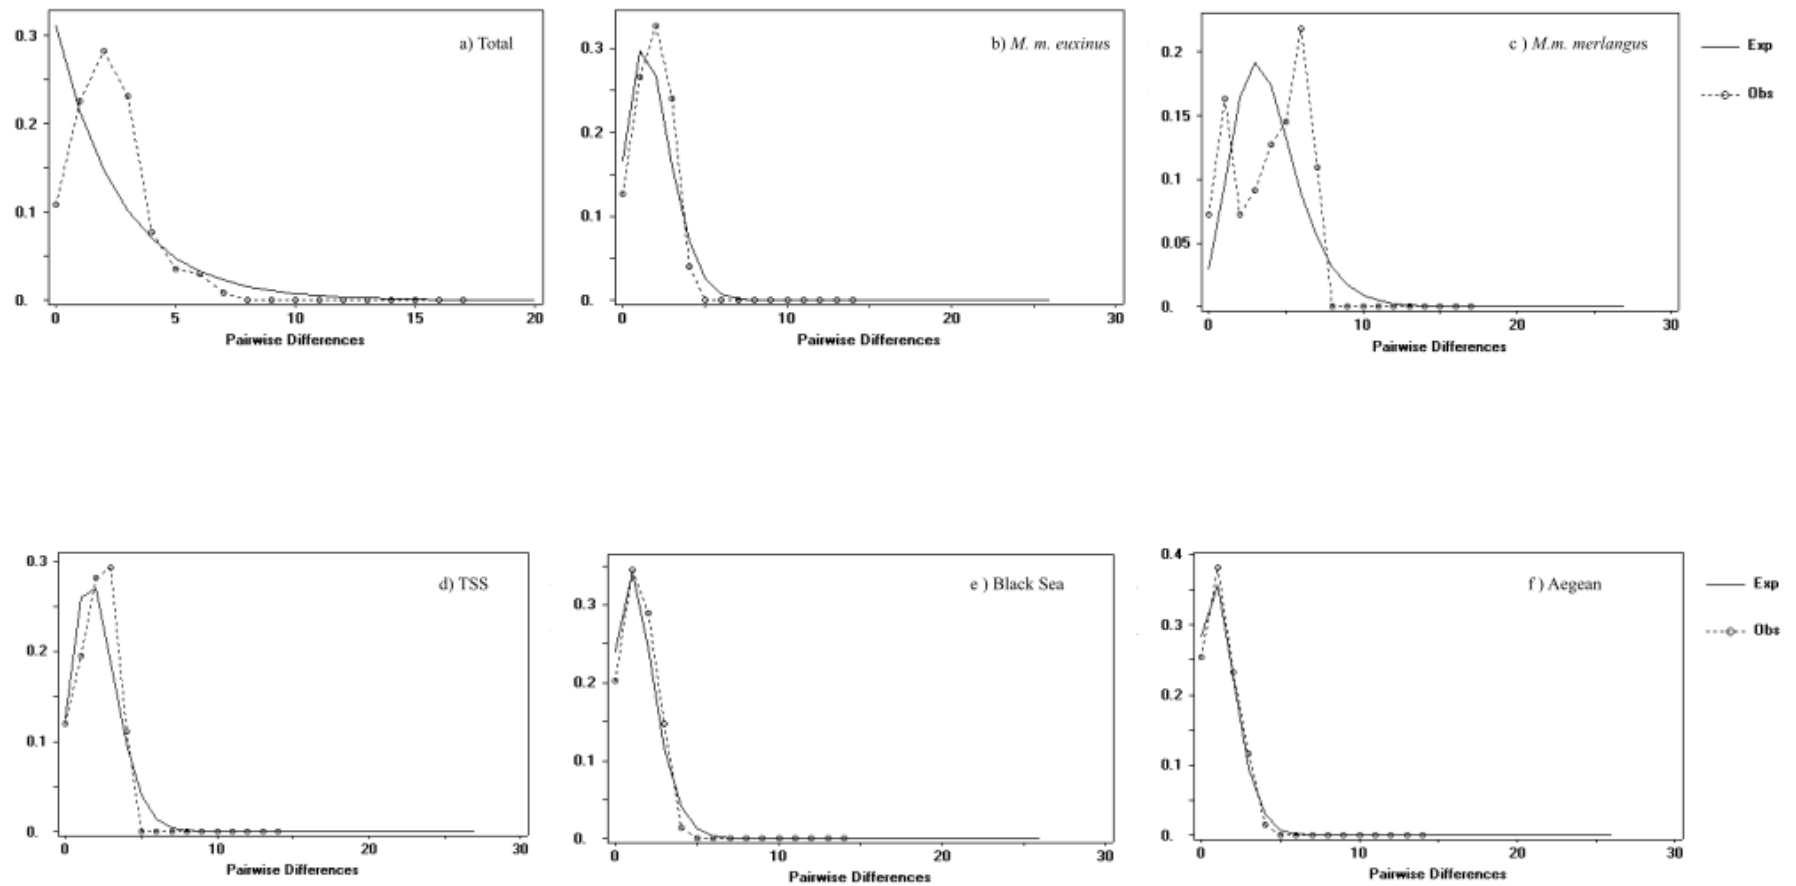 a) Total
0.3
0.2
0.1
0.
0 5 10 15 20
Pairwise Differences
b) M. m. euxinus
0.3
0.2
0.1
0.
0 10 20 30
Pairwise Differences
c ) M.m. merlangus
0.2
0.15
0.1
0.05
0.
0 10 20 30
Pairwise Differences
Exp
Obs
d) TSS
0.3
0.2
0.1
0.
0 10 20 30
Pairwise Differences
e ) Black Sea
0.3
0.2
0.1
0.
0 10 20 30
Pairwise Differences
f ) Aegean
0.4
0.3
0.2
0.1
0.
0 10 20 30
Pairwise Differences
Exp
Obs